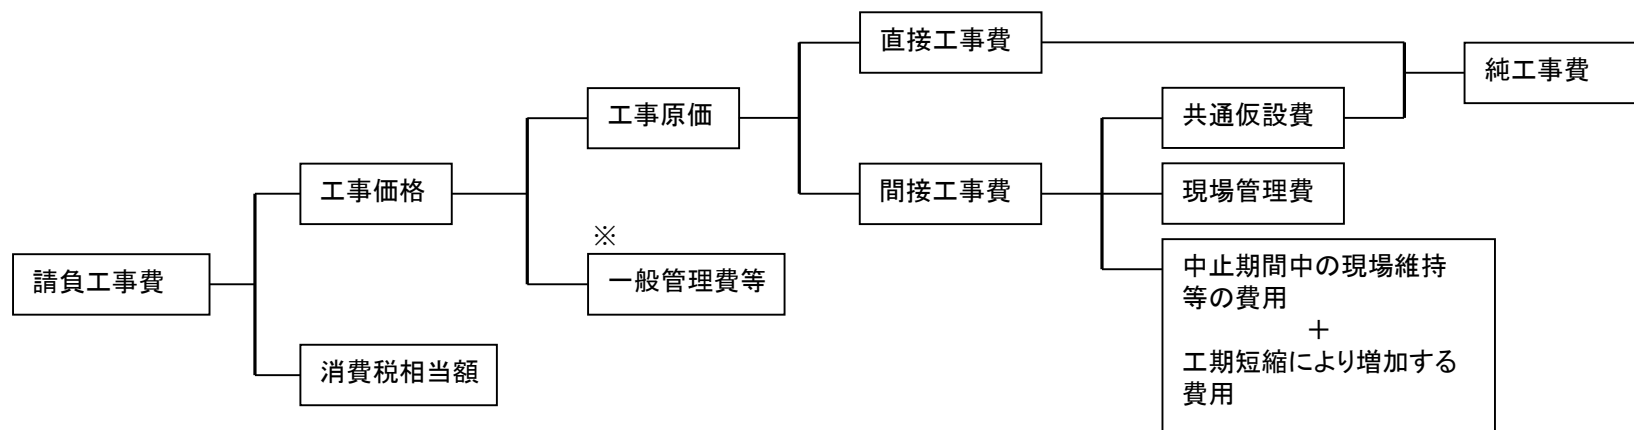 直接工事費
純工事費
工事原価
共通仮設費
工事価格
間接工事費
現場管理費
※
請負工事費
一般管理費等
中止期間中の現場維持
等の費用
＋
工期短縮により増加する
費用
消費税相当額